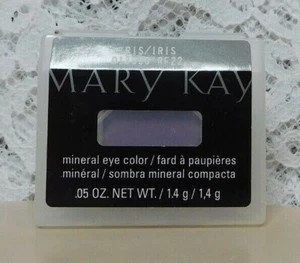 IRIS/IRIS
MARY KAY
mineral eye color / fard à paupières
minéral / sombra mineral compacta
.05 OZ. NET WT. / 1.4 g / 1,4 g